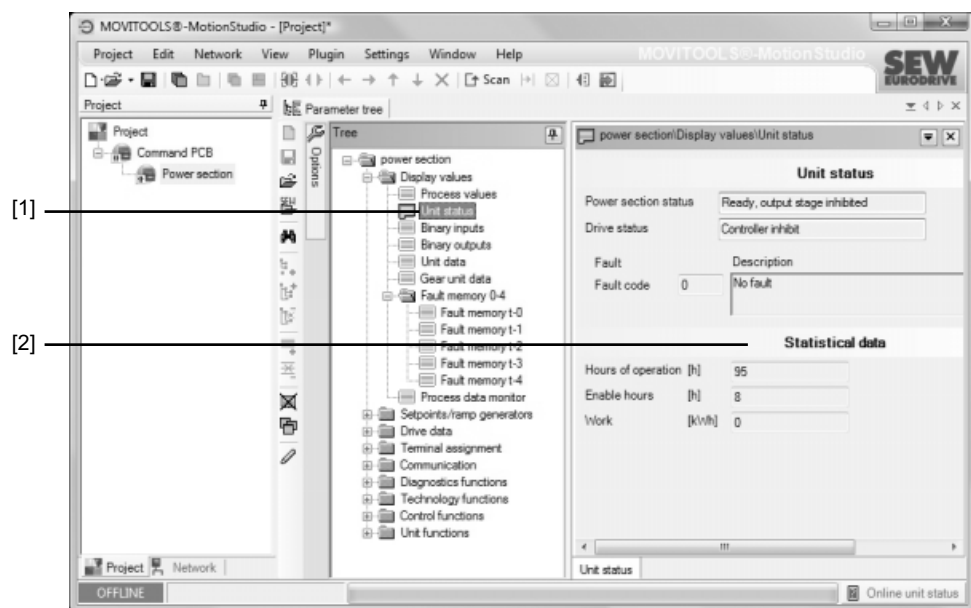 MOVITOOLS®-MotionStudio - [Project]*
Project Edit Network View Plugin Settings Window Help
MOVITOOLS®-MotionStudio
SEW
EURODRIVE
Scan
Project
Parameter tree
Project
Command PCB
Power section
Options
SEW
Tree
power section
Display values
Process values
[1]
Unit status
Binary inputs
Binary outputs
Unit data
Gear unit data
Fault memory 0-4
Fault memory t-0
Fault memory t-1
[2]
Fault memory t-2
Fault memory t-3
Fault memory t-4
Process data monitor
Setpoints/ramp generators
Drive data
Terminal assignment
Communication
Diagnostics functions
Technology functions
Control functions
Unit functions
power section\Display values\Unit status
Unit status
Power section status Ready, output stage inhibited
Drive status Controller inhibit
Fault Description
Fault code 0 No fault
Statistical data
Hours of operation [h] 95
Enable hours [h] 8
Work [kWh] 0
Project Network
Unit status
OFFLINE
Online unit status